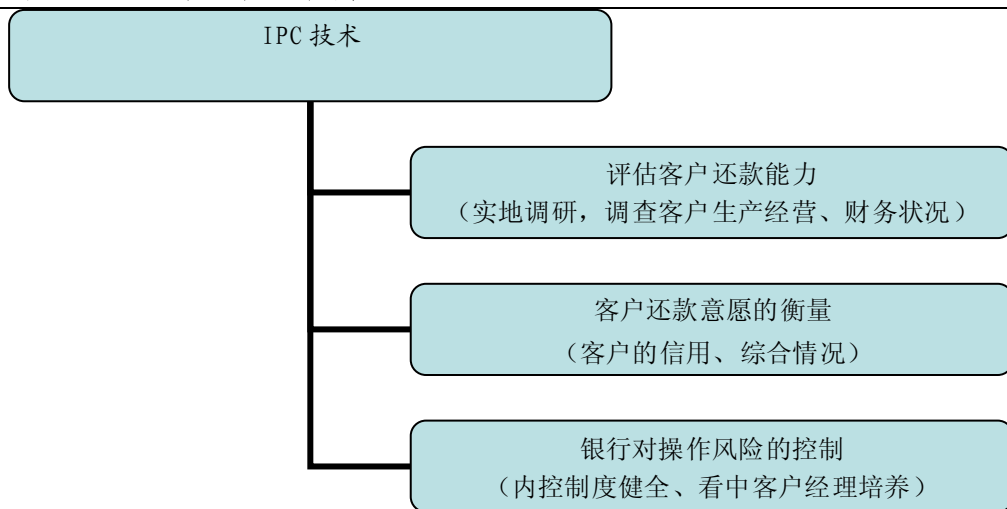 IPC 技术
评估客户还款能力
（实地调研，调查客户生产经营、财务状况）
客户还款意愿的衡量
（客户的信用、综合情况）
银行对操作风险的控制
（内控制度健全、看中客户经理培养）